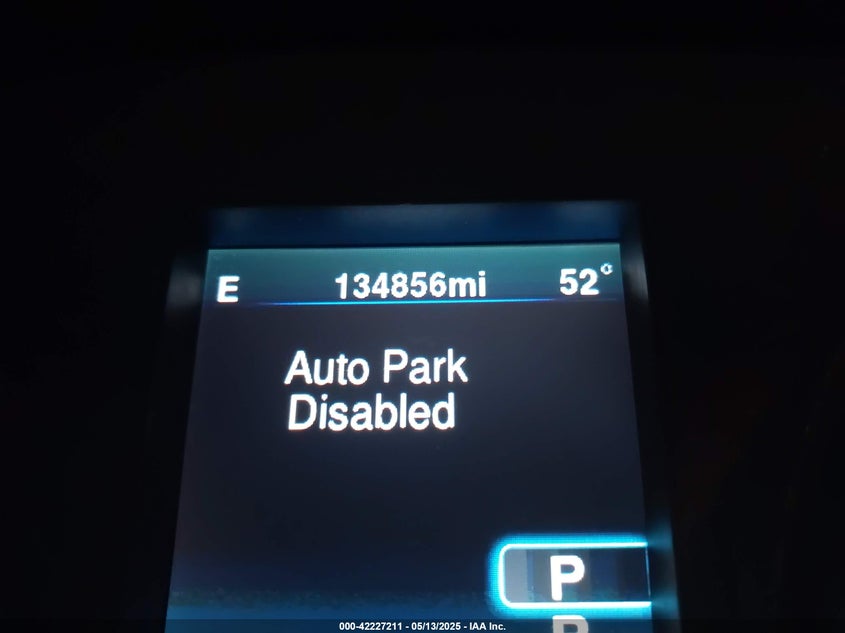 E 134856mi 52°
Auto Park
Disabled
P
R
000-42227211 - 05/13/2025 - IAA Inc.